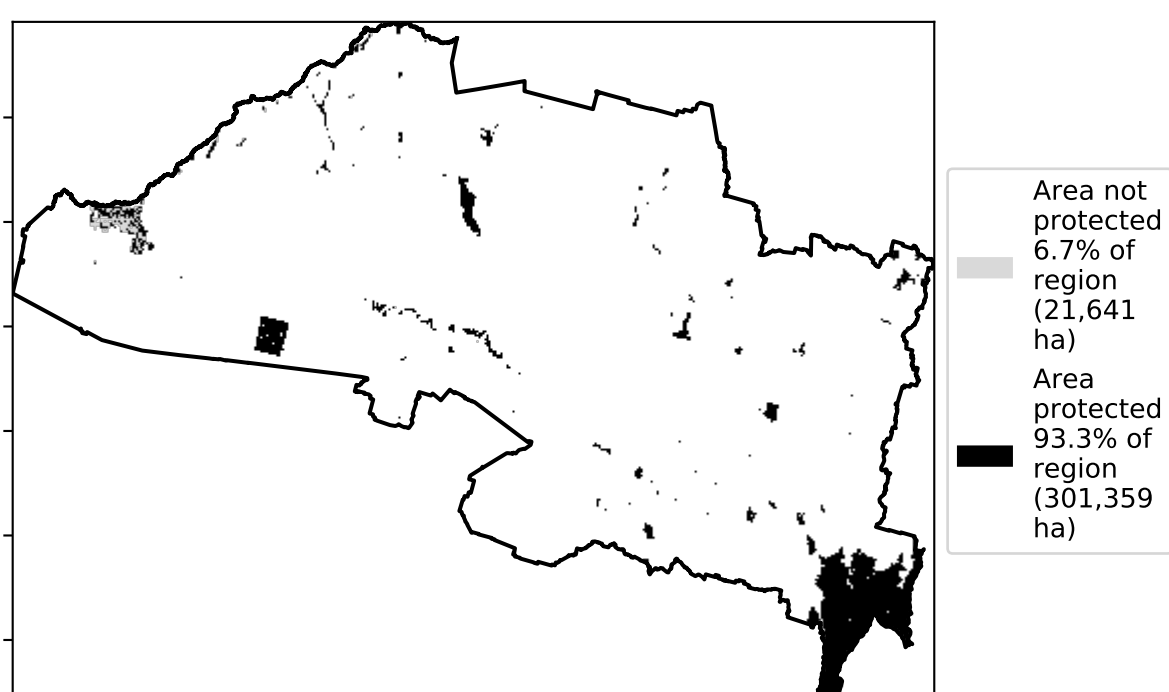 Area not
protected
6.7% of
region
(21,641
ha)
Area
protected
93.3% of
region
(301,359
ha)